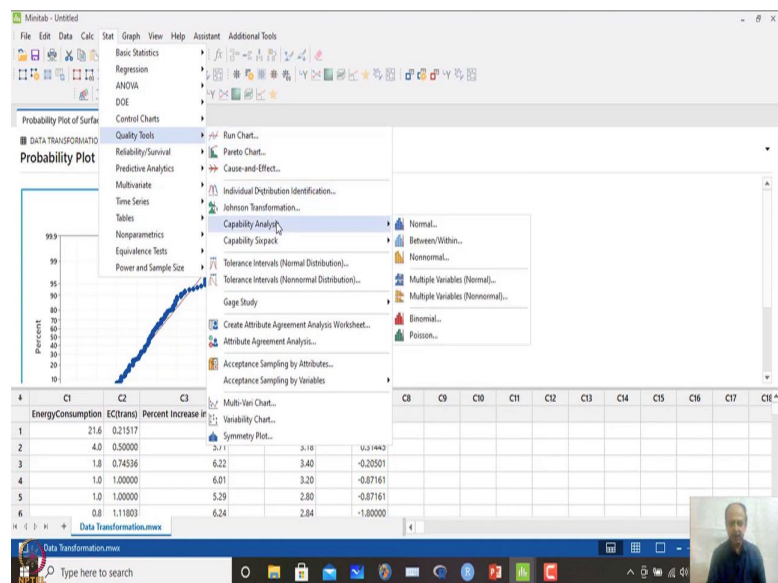 Minitab - Untitled
File Edit Data Calc Stat Graph View Help Assistant Additional Tools
Basic Statistics
Regression
ANOVA
DOE
Control Charts
Quality Tools
Reliability/Survival
Predictive Analytics
Multivariate
Time Series
Tables
Nonparametrics
Equivalence Tests
Power and Sample Size
Run Chart...
Pareto Chart...
Cause-and-Effect...
Individual Distribution Identification...
Johnson Transformation...
Capability Analysis
Capability Sixpack
Tolerance Intervals (Normal Distribution)...
Tolerance Intervals (Nonnormal Distribution)...
Gage Study
Create Attribute Agreement Analysis Worksheet...
Attribute Agreement Analysis...
Acceptance Sampling by Attributes...
Acceptance Sampling by Variables
Multi-Vari Chart...
Variability Chart...
Symmetry Plot...
Normal...
Between/Within...
Nonnormal...
Multiple Variables (Normal)...
Multiple Variables (Nonnormal)...
Binomial...
Poisson...
Probability Plot of Surfac
DATA TRANSFORMATIO
Probability Plot
Percent
99.9
99
95
90
80
70
60
50
40
30
20
10
C1 C2 C3 C8 C9 C10 C11 C12 C13 C14 C15 C16 C17 C18
EnergyConsumption EC(trans) Percent Increase in
1 21.6 0.21517
2 4.0 0.50000 5.71 3.18 0.31445
3 1.8 0.74536 6.22 3.40 -0.20501
4 1.0 1.00000 6.01 3.20 -0.87161
5 1.0 1.00000 5.29 2.80 -0.87161
6 0.8 1.11803 6.24 2.84 -1.80000
Data Transformation.mwx
Data Transformation.mwx
Type here to search
NPTEL